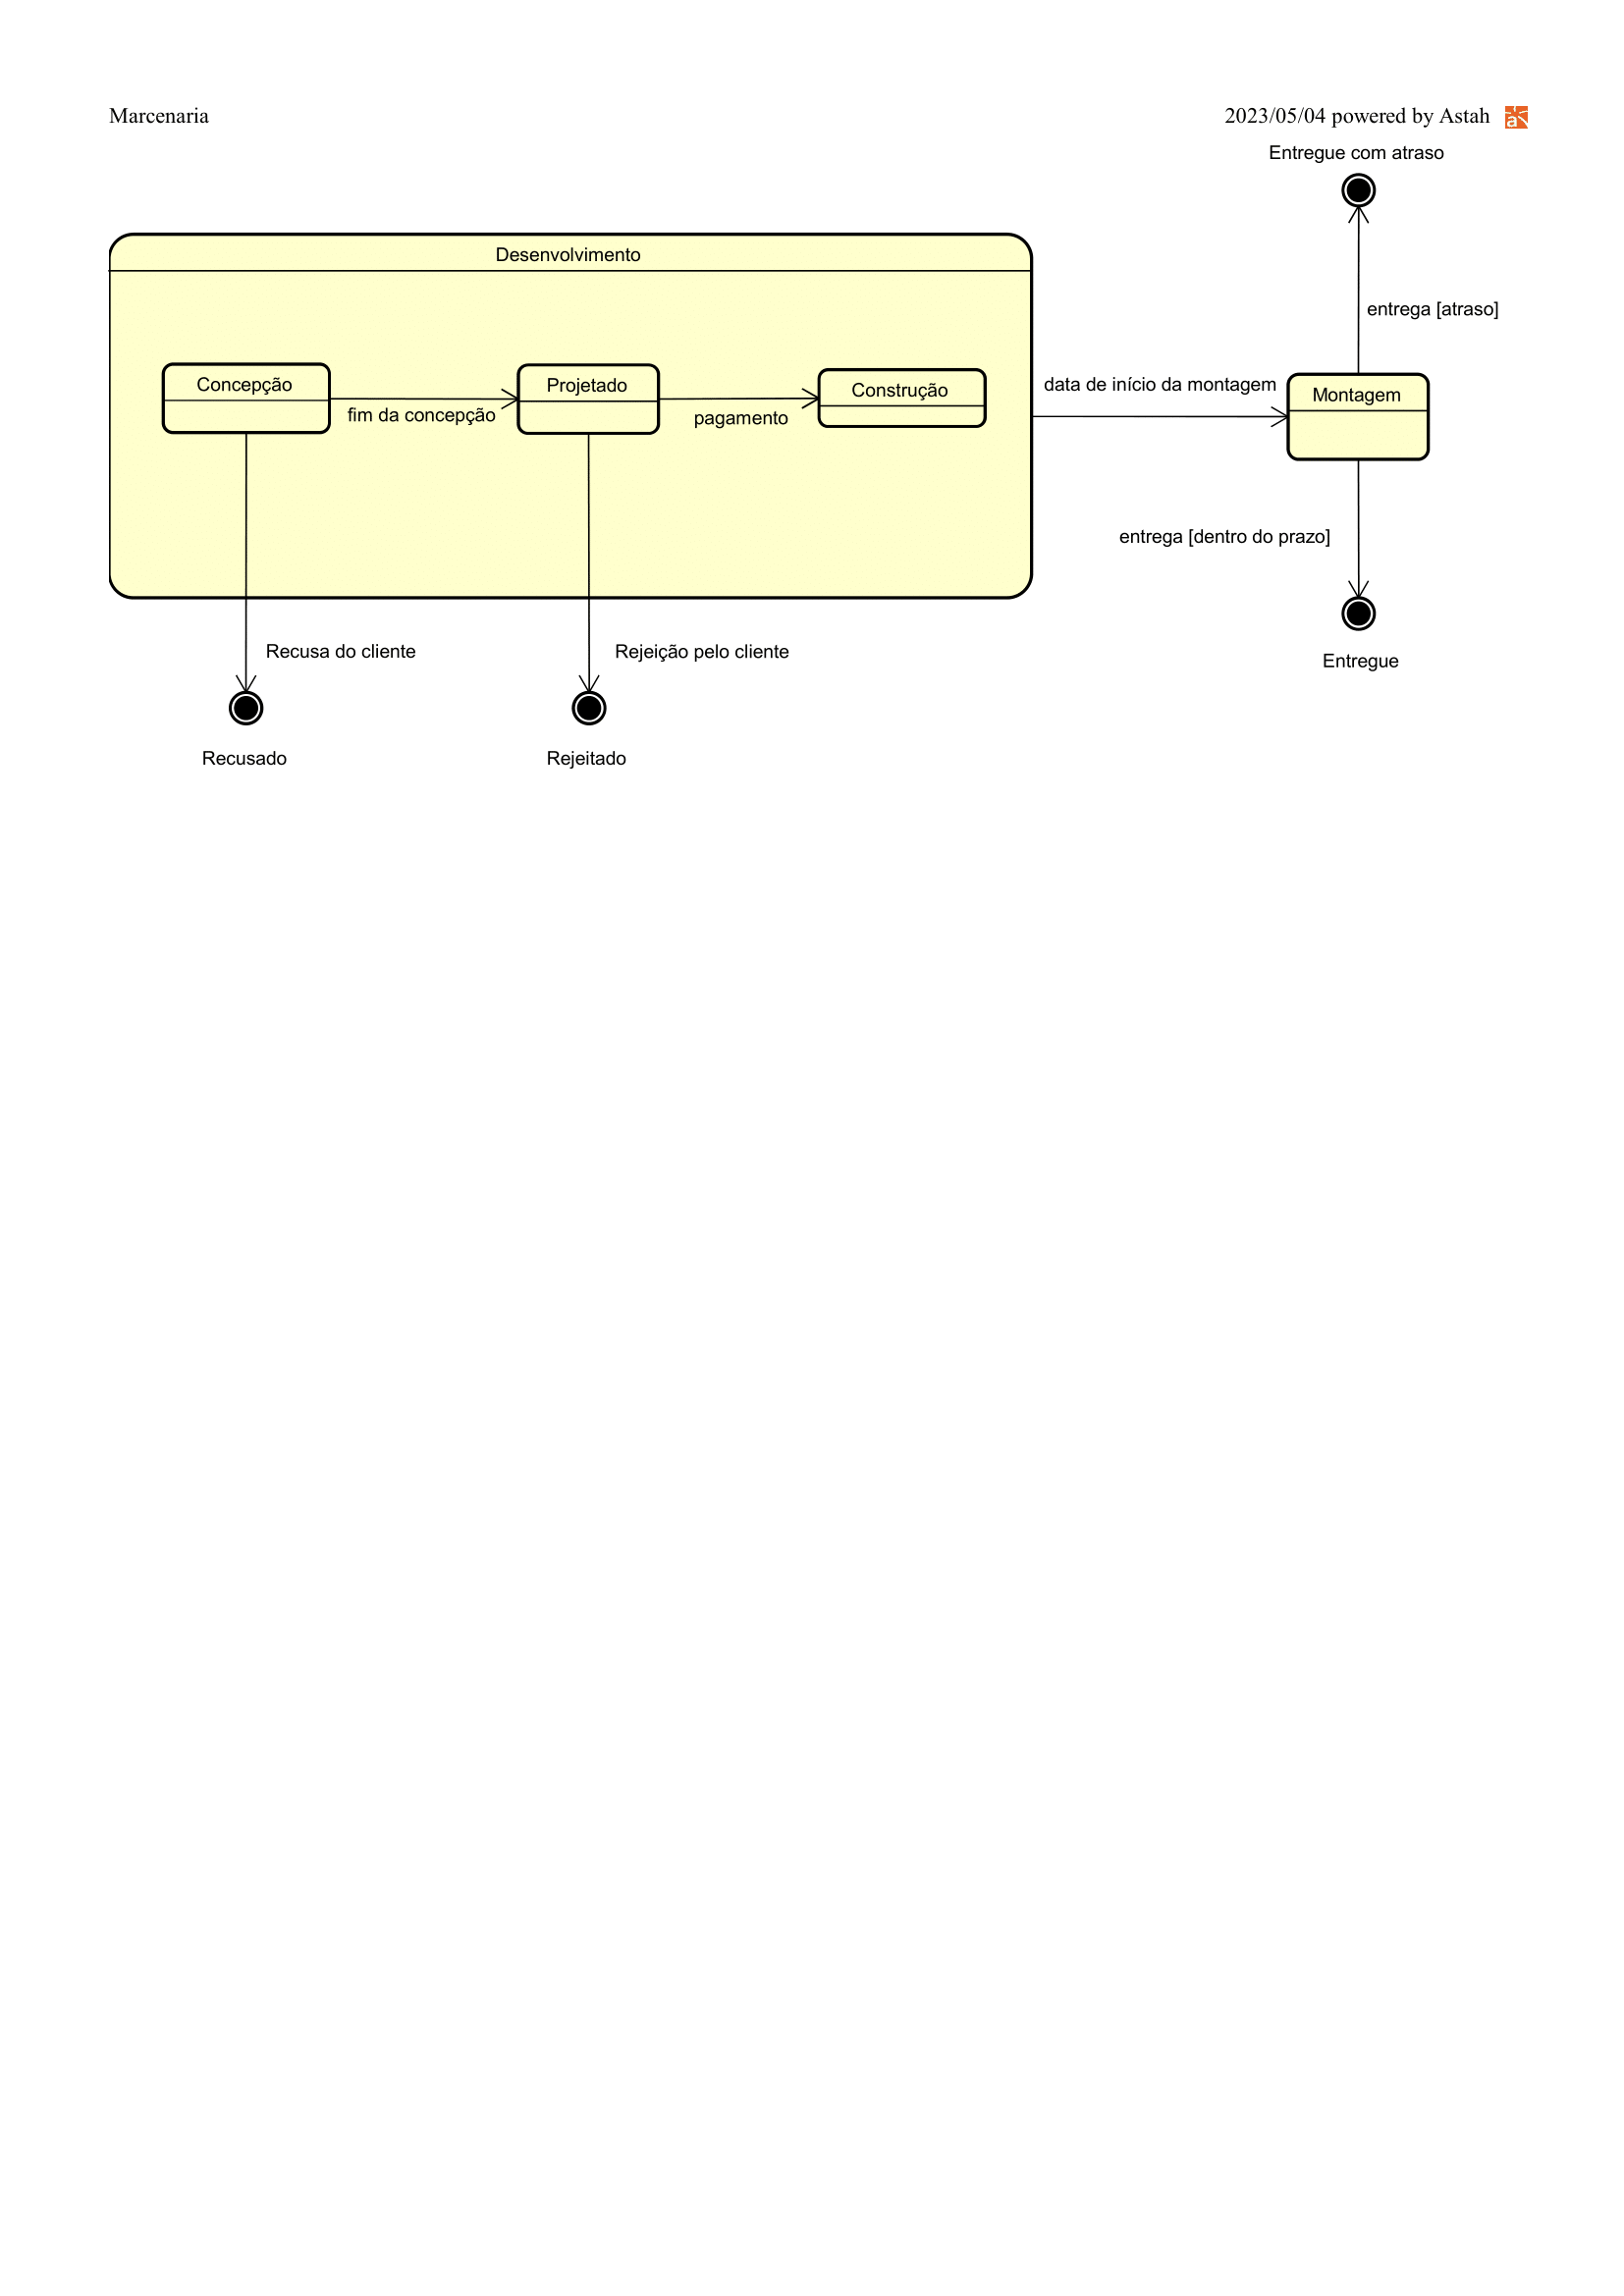 Marcenaria
2023/05/04 powered by Astah
Entregue com atraso
Desenvolvimento
entrega [atraso]
Concepção
fim da concepção
Projetado
pagamento
Construção
data de início da montagem
Montagem
entrega [dentro do prazo]
Recusa do cliente
Rejeição pelo cliente
Entregue
Recusado
Rejeitado